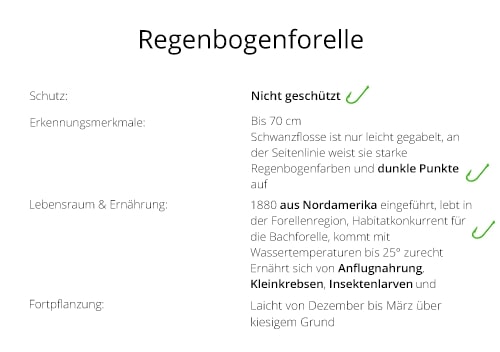 Regenbogenforelle
Schutz:
Nicht geschützt
Erkennungsmerkmale:
Bis 70 cm
Schwanzflosse ist nur leicht gegabelt, an
der Seitenlinie weist sie starke
Regenbogenfarben und dunkle Punkte
auf
Lebensraum & Ernährung:
1880 aus Nordamerika eingeführt, lebt in
der Forellenregion, Habitatkonkurrent für
die Bachforelle, kommt mit
Wassertemperaturen bis 25° zurecht
Ernährt sich von Anflugnahrung,
Kleinkrebsen, Insektenlarven und
Fortpflanzung:
Laicht von Dezember bis März über
kiesigem Grund